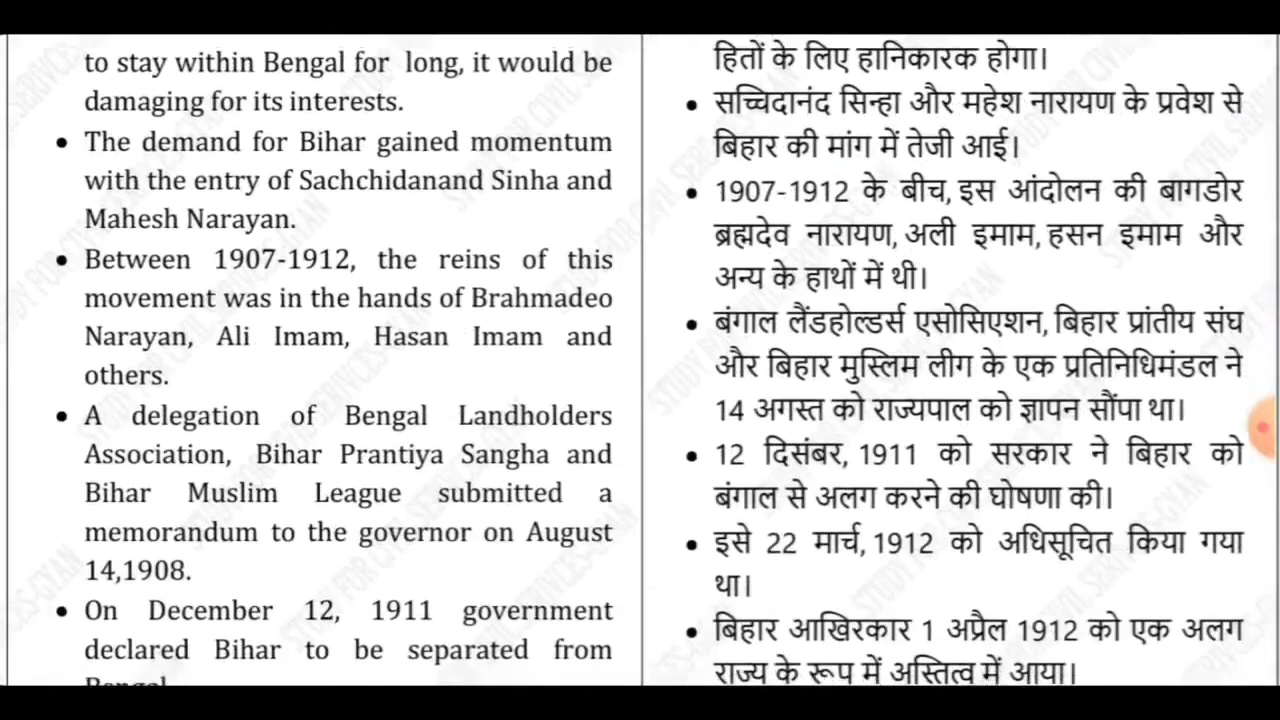 to stay within Bengal for long, it would be
damaging for its interests.
• The demand for Bihar gained momentum
with the entry of Sachchidanand Sinha and
Mahesh Narayan.
• Between 1907-1912, the reins of this
movement was in the hands of Brahmadeo
Narayan, Ali Imam, Hasan Imam and
others.
• A delegation of Bengal Landholders
Association, Bihar Prantiya Sangha and
Bihar Muslim League submitted a
memorandum to the governor on August
14,1908.
• On December 12, 1911 government
declared Bihar to be separated from
हितों के लिए हानिकारक होगा।
• सच्चिदानंद सिन्हा और महेश नारायण के प्रवेश से
बिहार की मांग में तेजी आई।
• 1907-1912 के बीच, इस आंदोलन की बागडोर
ब्रह्मदेव नारायण, अली इमाम, हसन इमाम और
अन्य के हाथों में थी।
• बंगाल लैंडहोल्डर्स एसोसिएशन, बिहार प्रांतीय संघ
और बिहार मुस्लिम लीग के एक प्रतिनिधिमंडल ने
14 अगस्त को राज्यपाल को ज्ञापन सौंपा था।
• 12 दिसंबर, 1911 को सरकार ने बिहार को
बंगाल से अलग करने की घोषणा की।
• इसे 22 मार्च, 1912 को अधिसूचित किया गया
था।
• बिहार आखिरकार 1 अप्रैल 1912 को एक अलग
राज्य के रूप में अस्तित्व में आया।